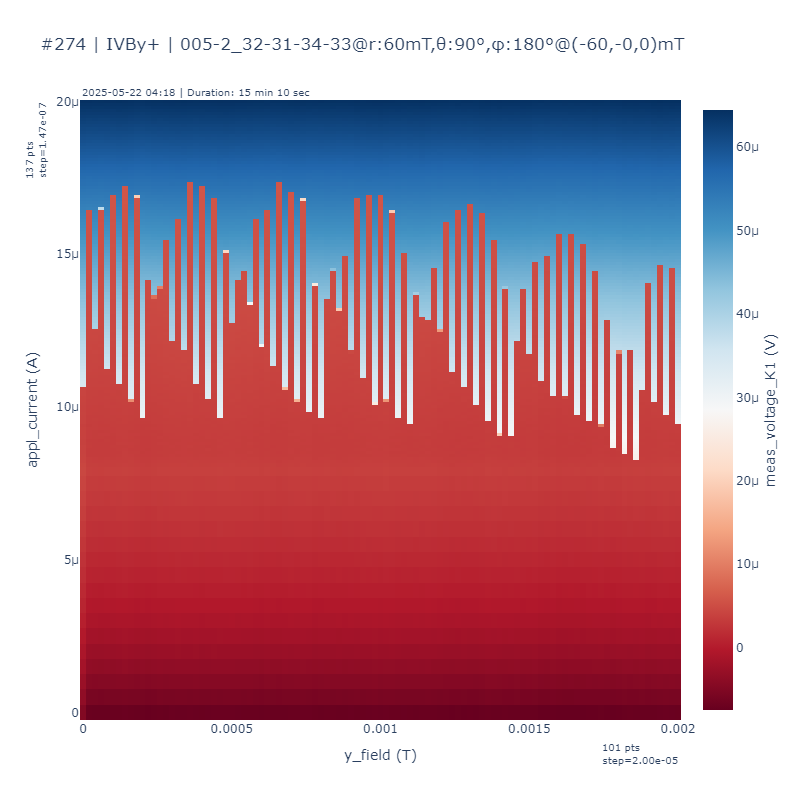 #274 | IVBy+ | 005-2_32-31-34-33@r:60mT,θ:90°,φ:180°@(-60,-0,0)mT
2025-05-22 04:18 | Duration: 15 min 10 sec
137 pts
step=1.47e-07
20μ
15μ
10μ
5μ
0
appl_current (A)
0
0.0005
0.001
0.0015
0.002
y_field (T)
101 pts
step=2.00e-05
60μ
50μ
40μ
30μ
20μ
10μ
0
meas_voltage_K1 (V)